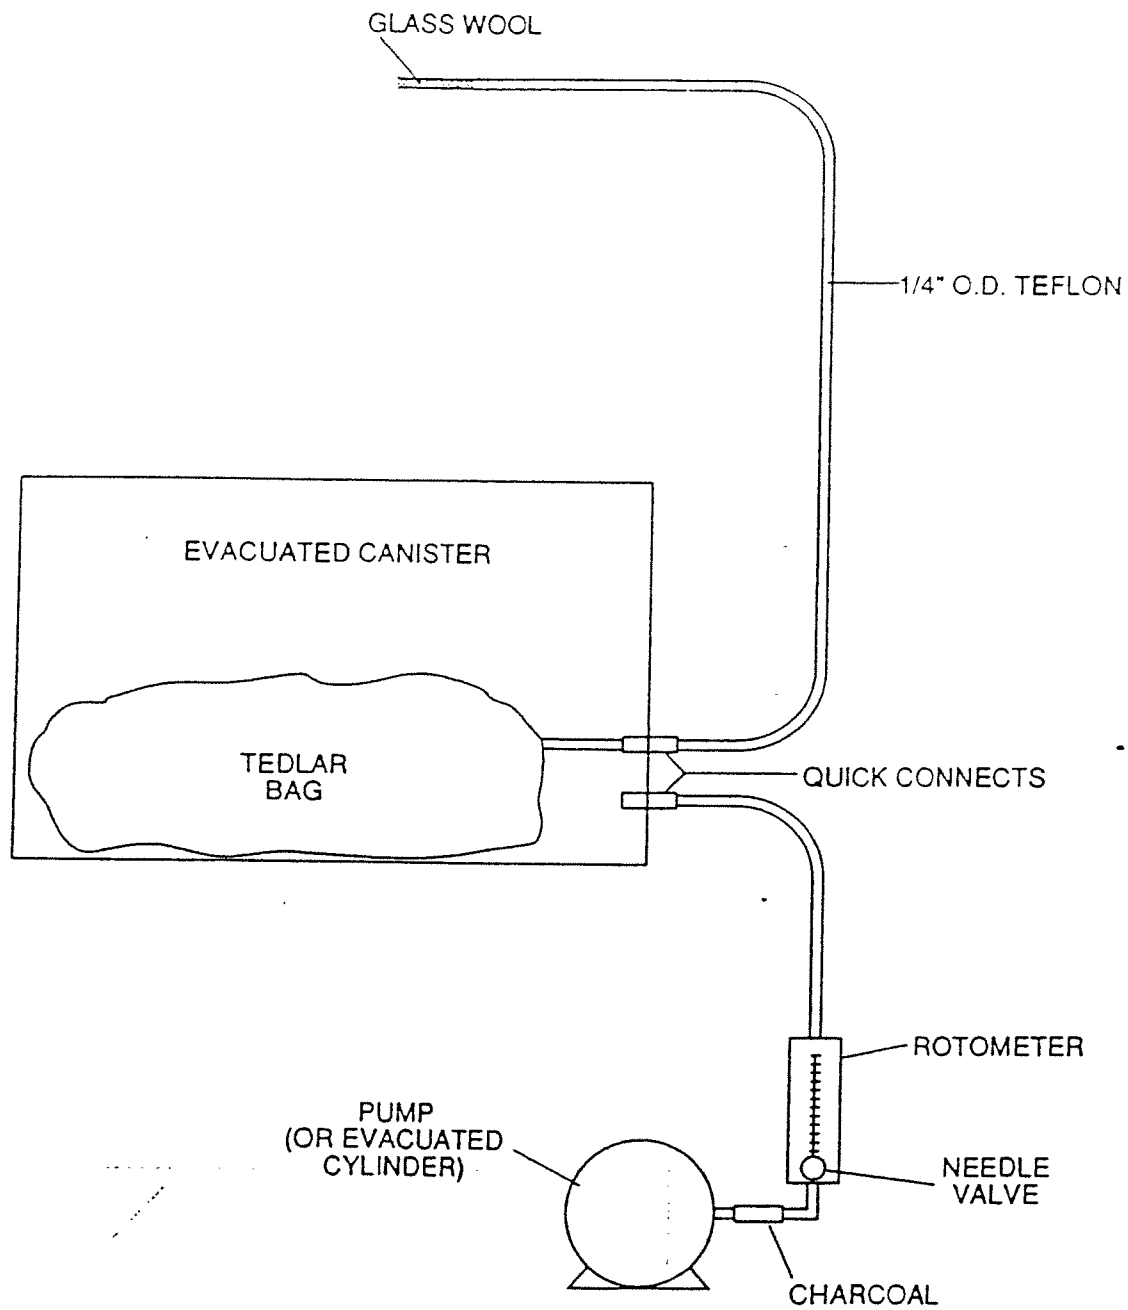 GLASS WOOL
1/4" O.D. TEFLON
EVACUATED CANISTER
TEDLAR
BAG
QUICK CONNECTS
ROTOMETER
PUMP
(OR EVACUATED
CYLINDER)
NEEDLE
VALVE
CHARCOAL